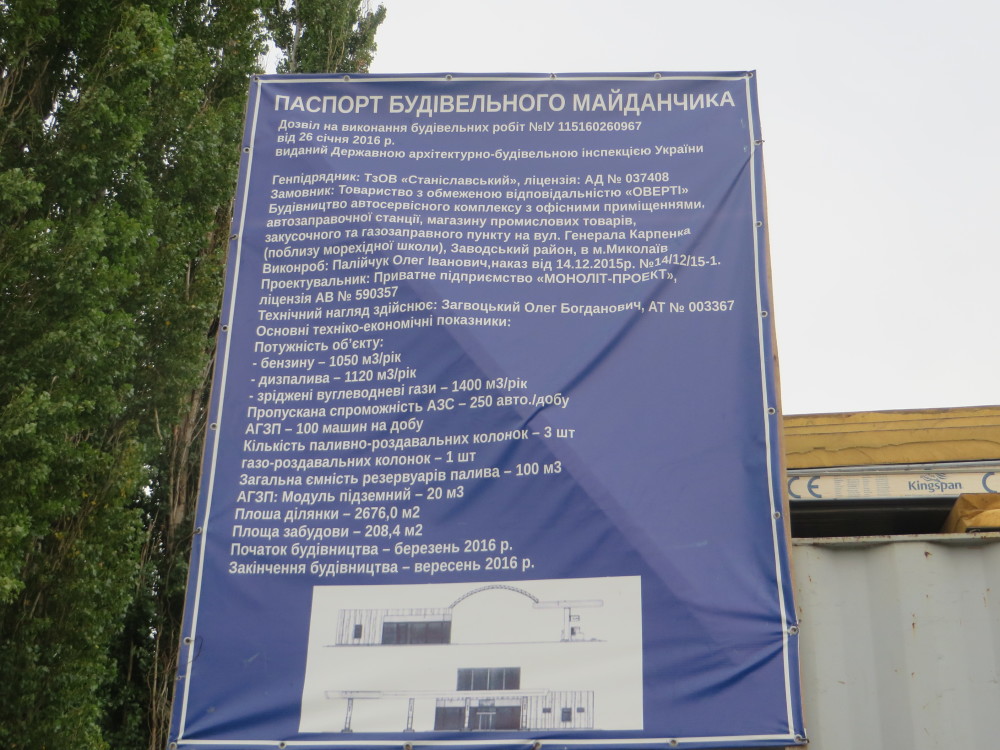 ПАСПОРТ БУДІВЕЛЬНОГО МАЙДАНЧИКА
Дозвіл на виконання будівельних робіт №ІУ 115160260967
від 26 січня 2016 р.
виданий Державною архітектурно-будівельною інспекцією України
Генпідрядник: ТзОВ «Станіславський», ліцензія: АД № 037408
Замовник: Товариство з обмеженою відповідальністю «ОВЕРТІ»
Будівництво автосервісного комплексу з офісними приміщеннями.
автозаправочної станції, магазину промислових товарів,
закусочного та газозаправного пункту на вул. Генерала Карпенка
(поблизу морехідної школи), Заводський район, в м.Миколаїв
Виконроб: Палійчук Олег Іванович,наказ від 14.12.2015р. №14/12/15-1.
Проектувальник: Приватне підприємство «МОНОЛІТ-ПРОЕКТ»,
ліцензія АВ № 590357
Технічний нагляд здійснює: Загвоцький Олег Богданович, АТ № 003367
Основні техніко-економічні показники:
Потужність об'єкту:
- бензину – 1050 м3/рік
- дизпалива – 1120 м3/рік
- зріджені вуглеводневі гази – 1400 м3/рік
Пропускана спроможність АЗС – 250 авто./добу
АГЗП – 100 машин на добу
Кількість паливно-роздавальних колонок – 3 шт
газо-роздавальних колонок – 1 шт
Загальна ємність резервуарів палива – 100 м3
АГЗП: Модуль підземний – 20 м3
Плоша ділянки – 2676,0 м2
Площа забудови – 208,4 м2
Початок будівництва – березень 2016 р.
Закінчення будівництва – вересень 2016 р.
CE EAC Kingspan C